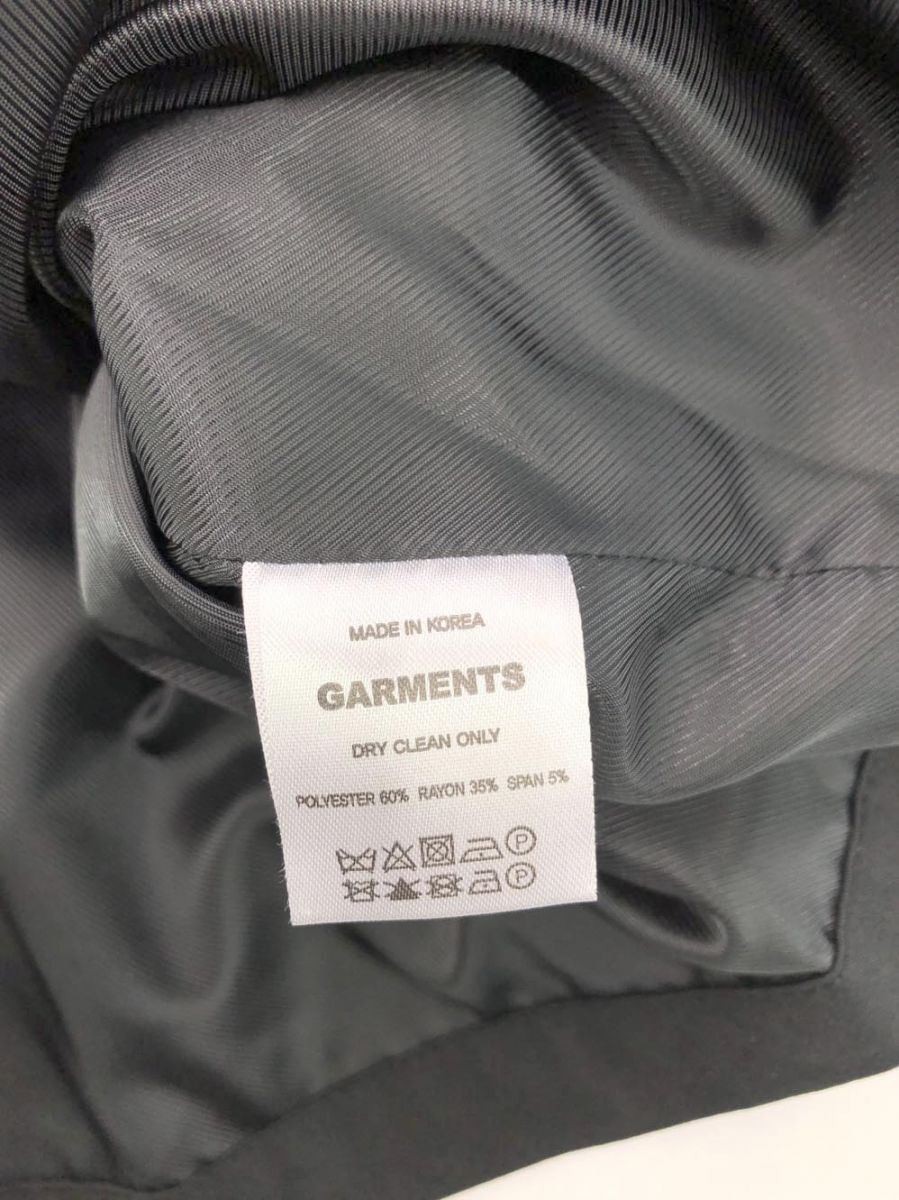 MADE IN KOREA
GARMENTS
DRY CLEAN ONLY
POLYESTER 60% RAYON 35% SPAN 5%
P
P